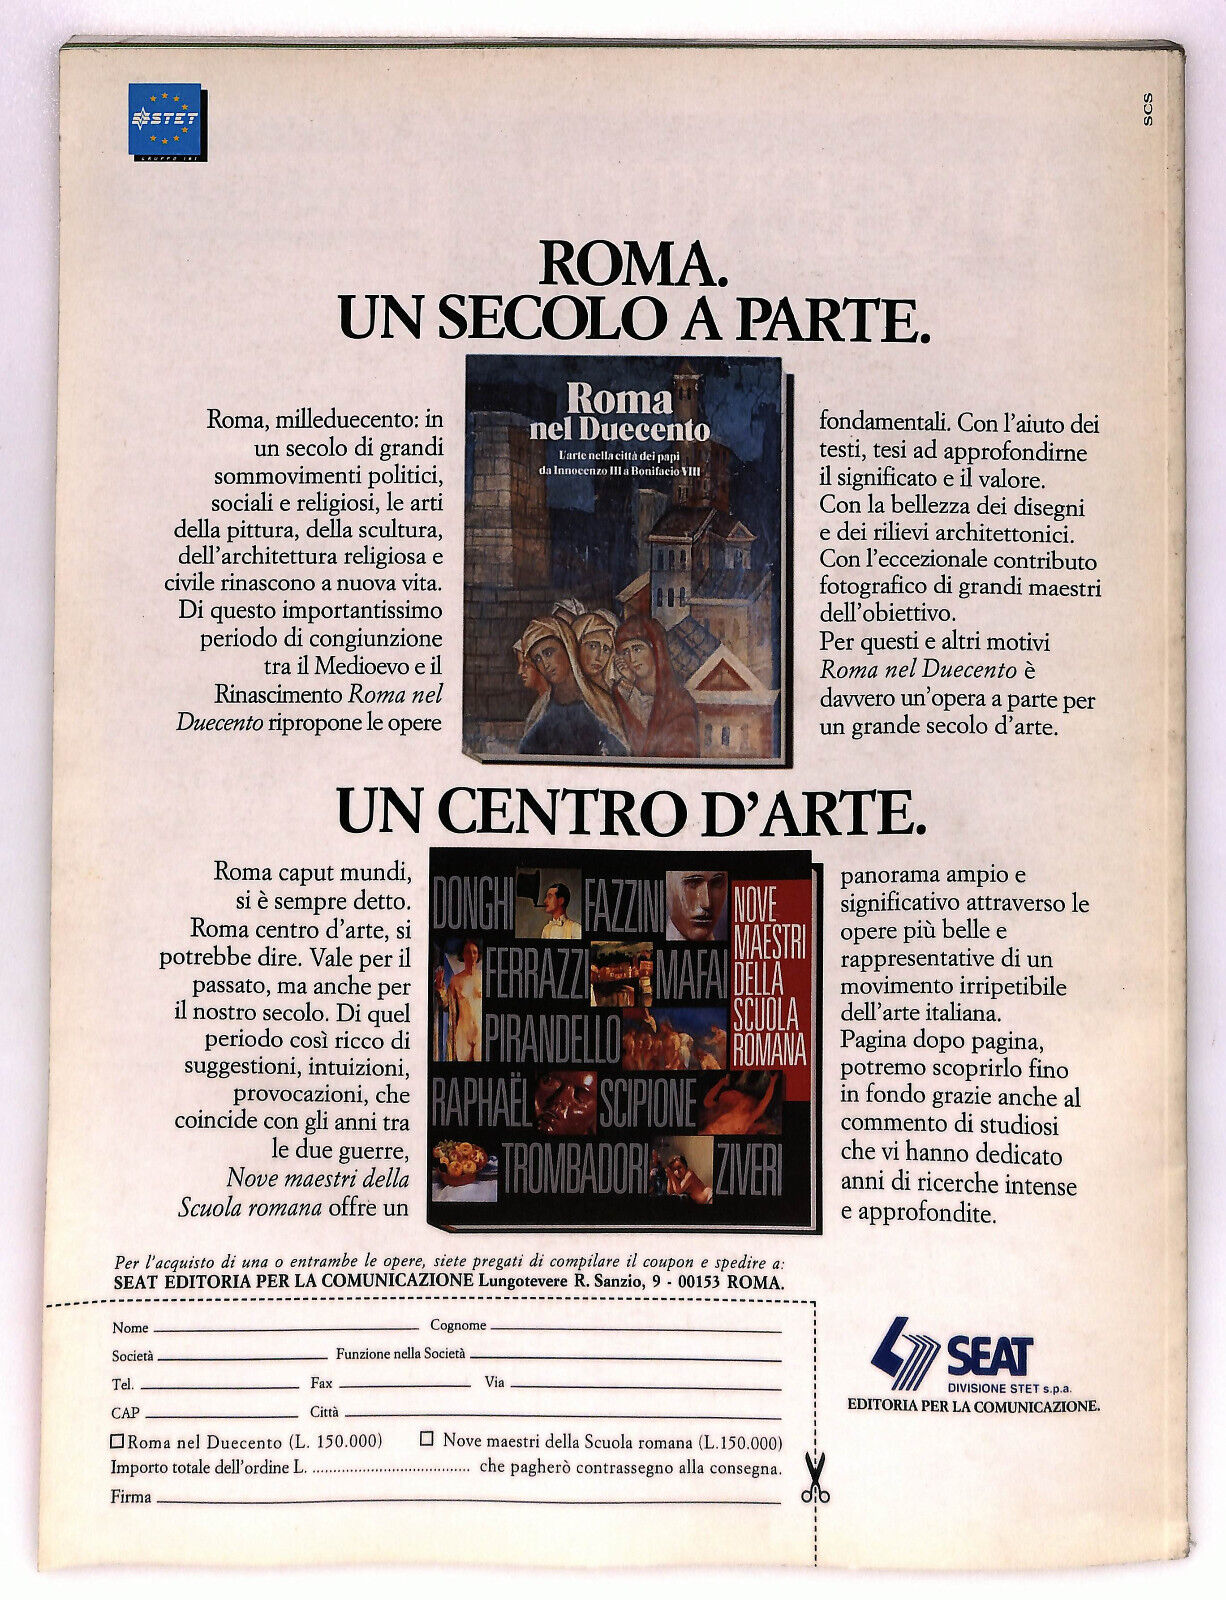 STET
GRUPPO IRI
SCS
ROMA.
UN SECOLO A PARTE.
Roma, milleduecento: in
un secolo di grandi
sommovimenti politici,
sociali e religiosi, le arti
della pittura, della scultura,
dell'architettura religiosa e
civile rinascono a nuova vita.
Di questo importantissimo
periodo di congiunzione
tra il Medioevo e il
Rinascimento Roma nel
Duecento ripropone le opere
Roma
nel Duecento
L'arte nella città dei papi
da Innocenzo III a Bonifacio VIII
fondamentali. Con l'aiuto dei
testi, tesi ad approfondirne
il significato e il valore.
Con la bellezza dei disegni
e dei rilievi architettonici.
Con l'eccezionale contributo
fotografico di grandi maestri
dell'obiettivo.
Per questi e altri motivi
Roma nel Duecento è
davvero un'opera a parte per
un grande secolo d'arte.
UN CENTRO D'ARTE.
Roma caput mundi,
si è sempre detto.
Roma centro d'arte, si
potrebbe dire. Vale per il
passato, ma anche per
il nostro secolo. Di quel
periodo così ricco di
suggestioni, intuizioni,
provocazioni, che
coincide con gli anni tra
le due guerre,
Nove maestri della
Scuola romana offre un
DONGHI FAZZINI
FERRAZZI MAFAI
PIRANDELLO
RAPHAËL SCIPIONE
TROMBADORI ZIVERI
NOVE
MAESTRI
DELLA
SCUOLA
ROMANA
panorama ampio e
significativo attraverso le
opere più belle e
rappresentative di un
movimento irripetibile
dell'arte italiana.
Pagina dopo pagina,
potremo scoprirlo fino
in fondo grazie anche al
commento di studiosi
che vi hanno dedicato
anni di ricerche intense
e approfondite.
Per l'acquisto di una o entrambe le opere, siete pregati di compilare il coupon e spedire a:
SEAT EDITORIA PER LA COMUNICAZIONE Lungotevere R. Sanzio, 9 - 00153 ROMA.
Nome Cognome
Società Funzione nella Società
Tel. Fax Via
CAP Città
Roma nel Duecento (L. 150.000) Nove maestri della Scuola romana (L.150.000)
Importo totale dell'ordine L. ........................................ che pagherò contrassegno alla consegna.
Firma
SEAT
DIVISIONE STET s.p.a.
EDITORIA PER LA COMUNICAZIONE.